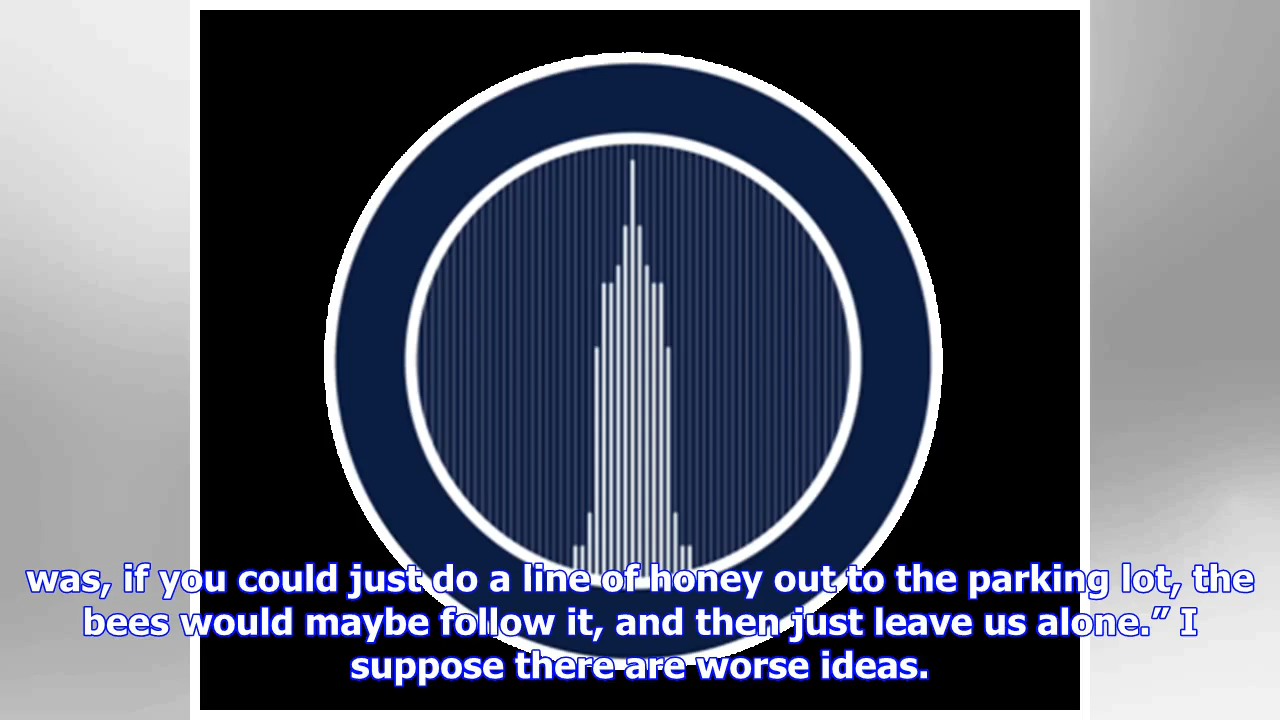 was, if you could just do a line of honey out to the parking lot, the
bees would maybe follow it, and then just leave us alone.” I
suppose there are worse ideas.